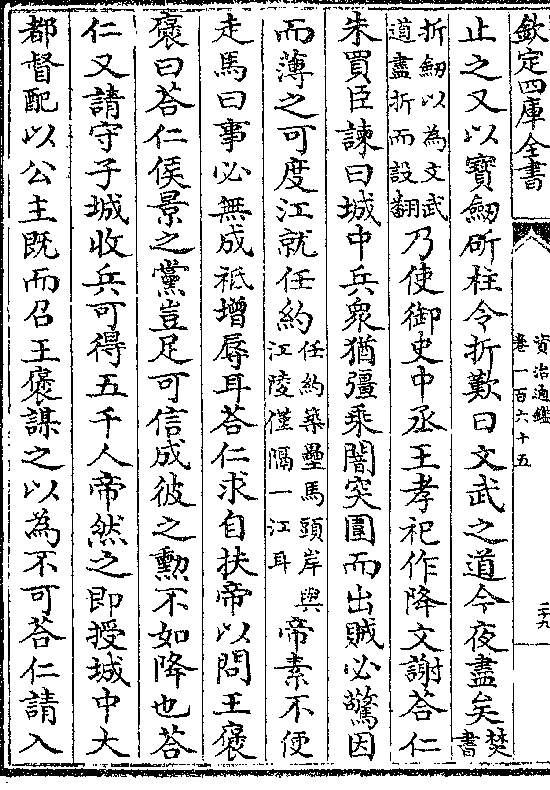 欽定四庫全書
資治通鑑
卷一百六十五
二十九
止之又以寶劒斫柱令折歎曰文武之道今夜盡矣焚書
折劒以為文武道盡折而設翻乃使御史中丞王孝祀作降文謝荅仁
朱買臣諫曰城中兵衆猶彊乘闇突圍而出賊必驚因
而薄之可度江就任約任約築壘馬頭岸與江陵僅隔一江耳帝素不便
走馬曰事必無成祗增辱耳荅仁求自扶帝以問王褒
褒曰荅仁侯景之黨豈足可信成彼之勲不如降也荅
仁又請守子城收兵可得五千人帝然之即授城中大
都督配以公主既而召王褒謀之以為不可荅仁請入